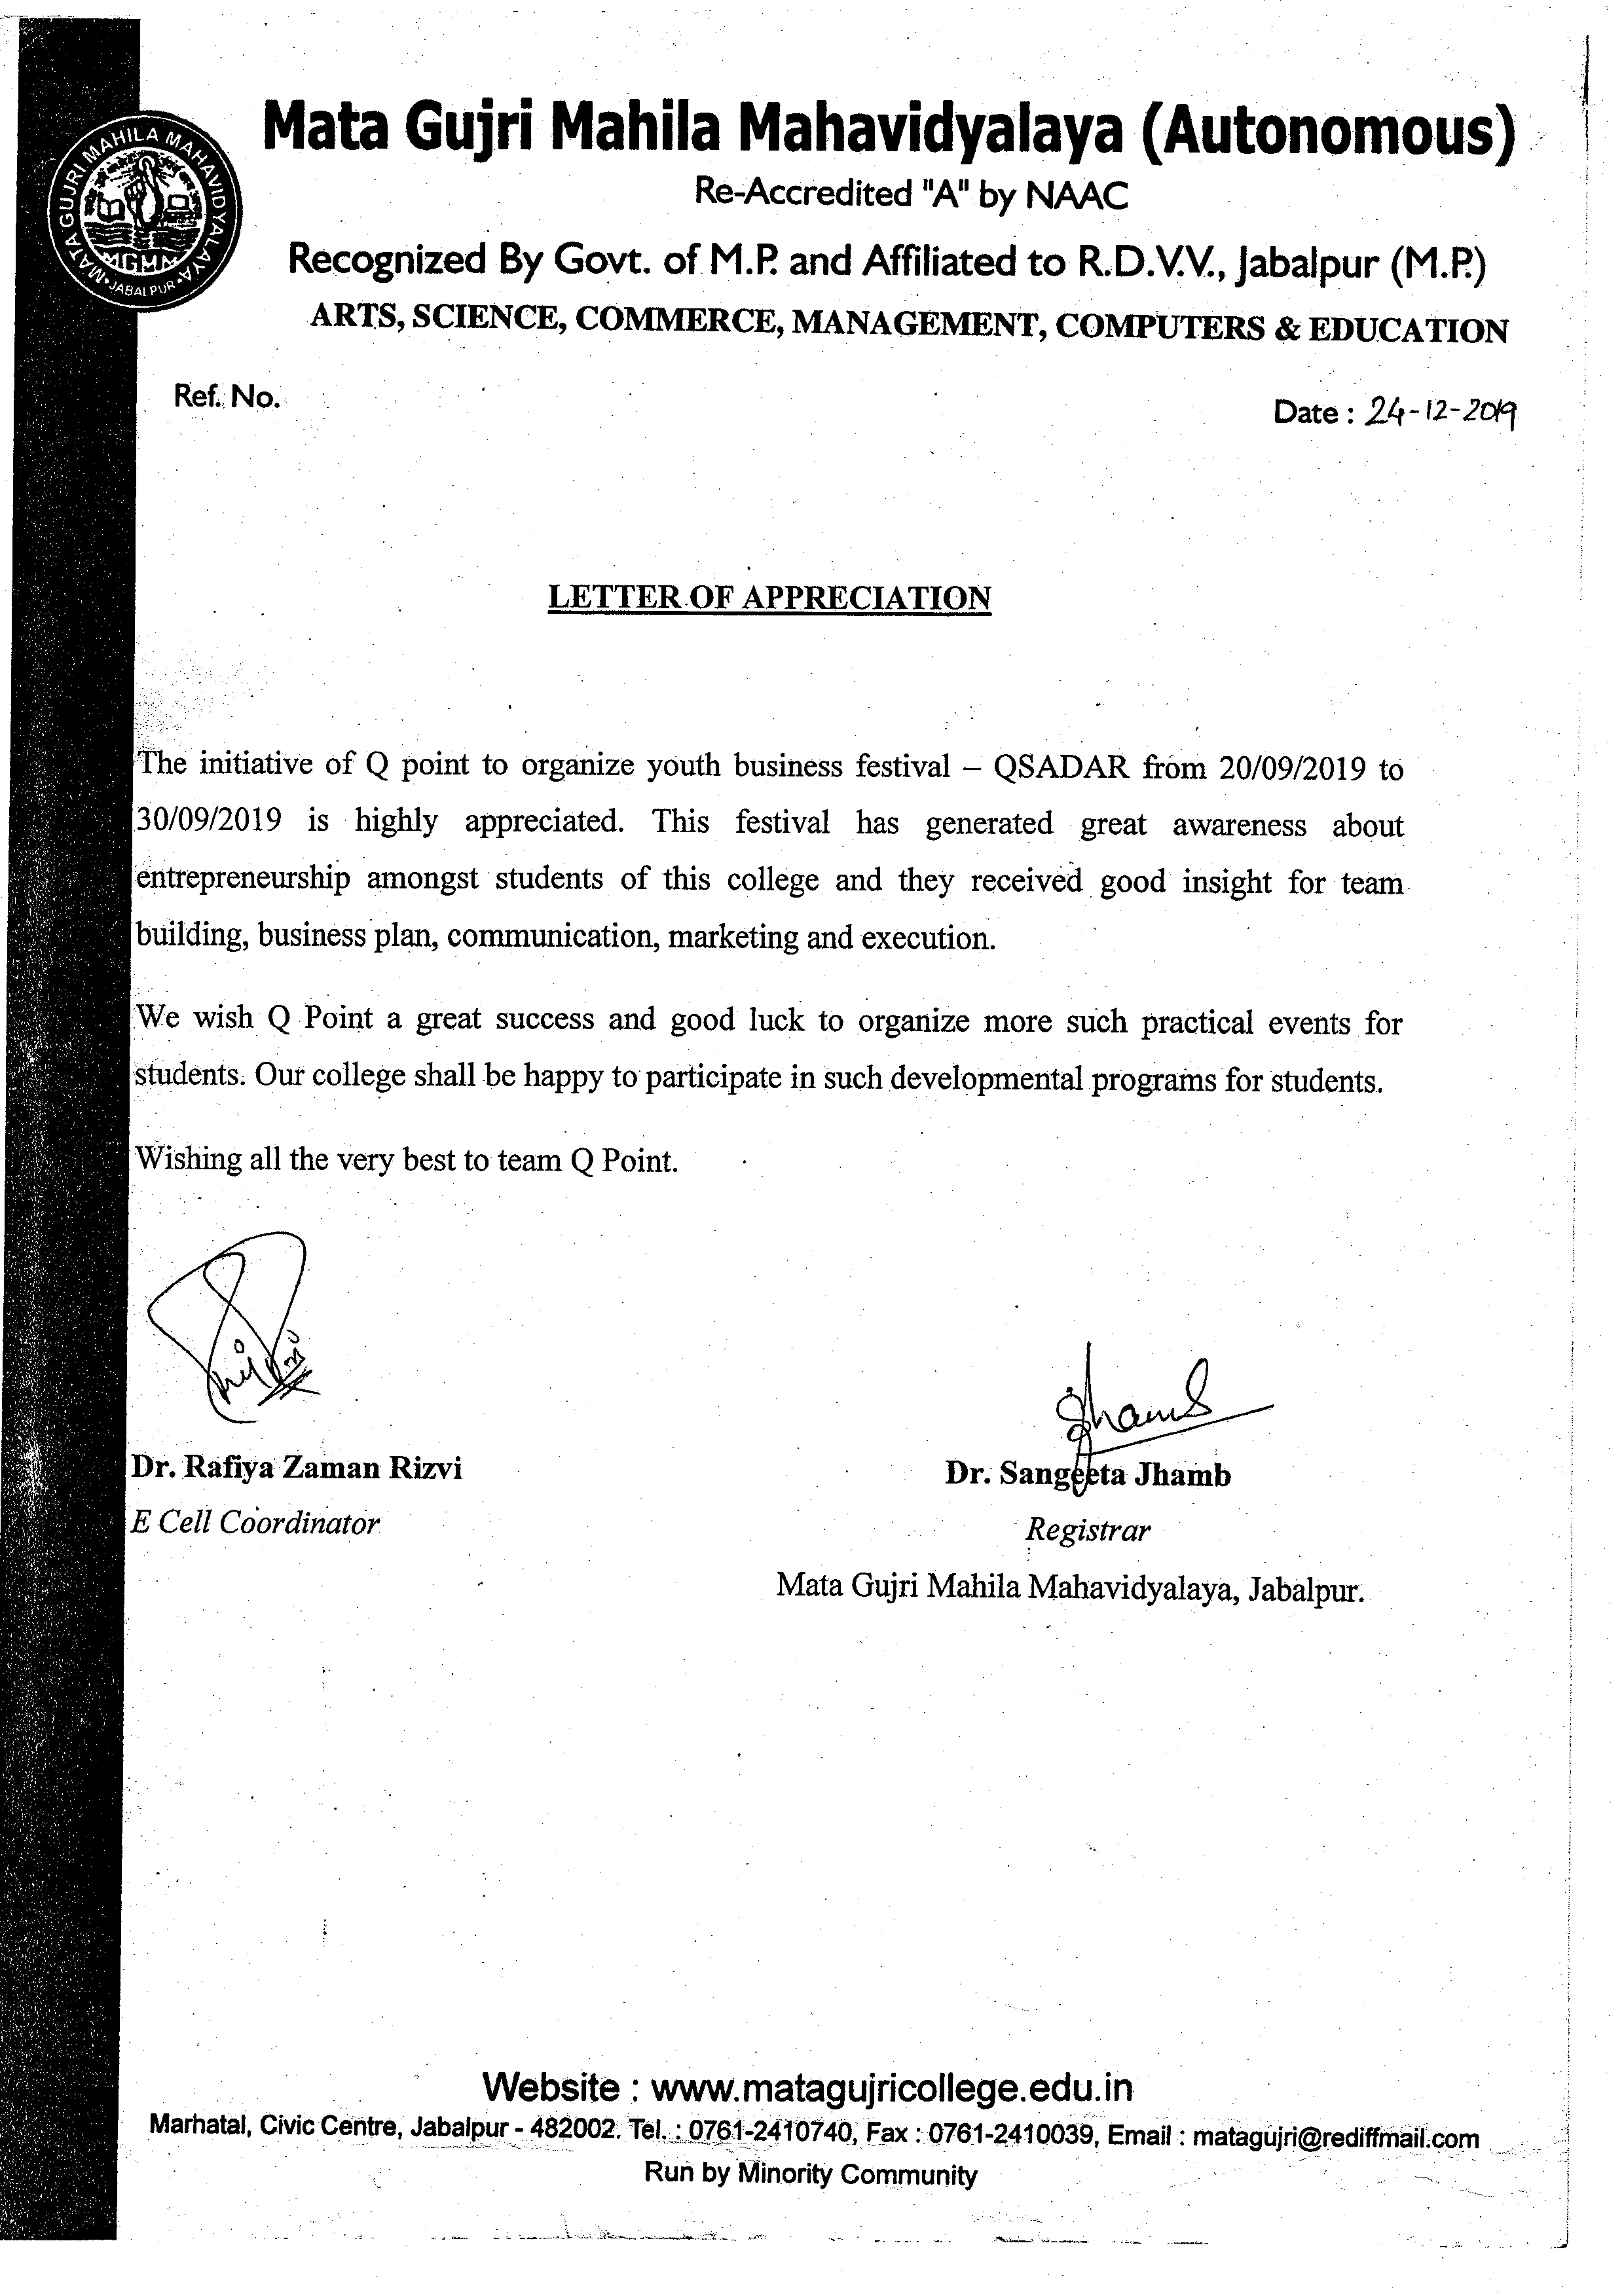 MATA GUJRI MAHILA MAHAVIDYALAYA
MGMM
JABALPUR
Mata Gujri Mahila Mahavidyalaya (Autonomous)
Re-Accredited "A" by NAAC
Recognized By Govt. of M.P. and Affiliated to R.D.V.V., Jabalpur (M.P.)
ARTS, SCIENCE, COMMERCE, MANAGEMENT, COMPUTERS & EDUCATION
Ref. No.
Date : 24-12-2019
LETTER OF APPRECIATION
The initiative of Q point to organize youth business festival – QSADAR from 20/09/2019 to
30/09/2019 is highly appreciated. This festival has generated great awareness about
entrepreneurship amongst students of this college and they received good insight for team
building, business plan, communication, marketing and execution.
We wish Q Point a great success and good luck to organize more such practical events for
students. Our college shall be happy to participate in such developmental programs for students.
Wishing all the very best to team Q Point.
Jhamb
Dr. Rafiya Zaman Rizvi
Dr. Sangeeta Jhamb
E Cell Coordinator
Registrar
Mata Gujri Mahila Mahavidyalaya, Jabalpur.
Website : www.matagujricollege.edu.in
Marhatal, Civic Centre, Jabalpur - 482002. Tel. : 0761-2410740, Fax : 0761-2410039, Email : matagujri@rediffmail.com
Run by Minority Community